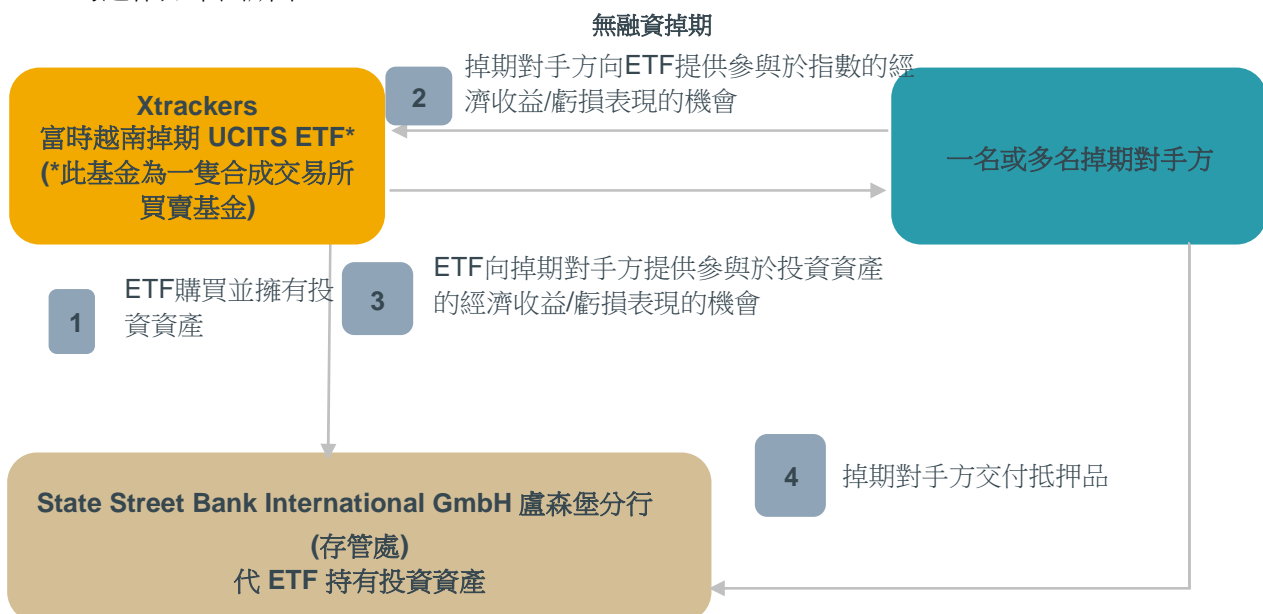 無融資掉期
掉期對手方向ETF提供參與於指數的經
濟收益/虧損表現的機會
2
Xtrackers
富時越南掉期 UCITS ETF*
(*此基金為一隻合成交易所
買賣基金)
一名或多名掉期對手方
ETF購買並擁有投
資資產
1
3
ETF向掉期對手方提供參與於投資資產
的經濟收益/虧損表現的機會
4
掉期對手方交付抵押品
State Street Bank International GmbH 盧森堡分行
(存管處)
代 ETF 持有投資資產